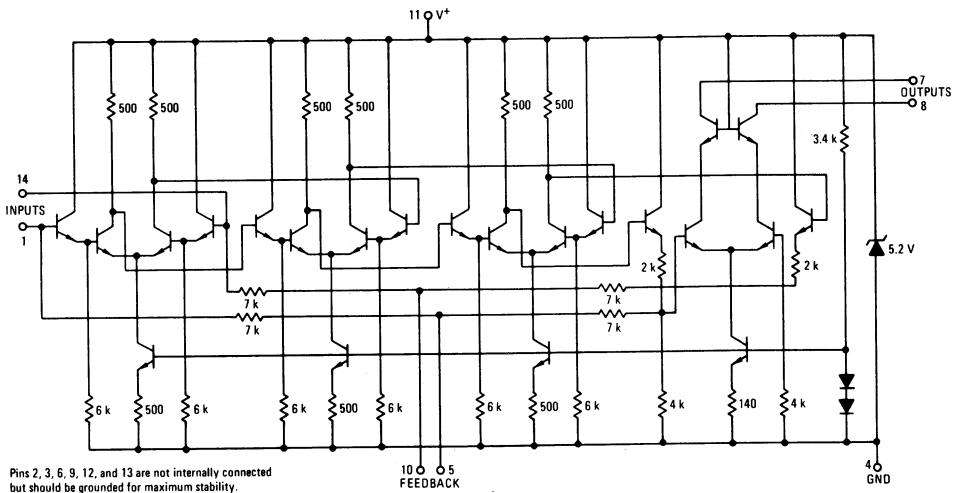 11 V+
500 500 500 500 500 500
7
OUTPUTS
8
3.4 k
14
INPUTS
1
5.2 V
2 k 2 k
7 k 7 k
7 k 7 k
6 k 500 6 k 6 k 500 6 k 6 k 500 6 k 4 k 140 4 k
10 5
FEEDBACK
4
GND
Pins 2, 3, 6, 9, 12, and 13 are not internally connected
but should be grounded for maximum stability.